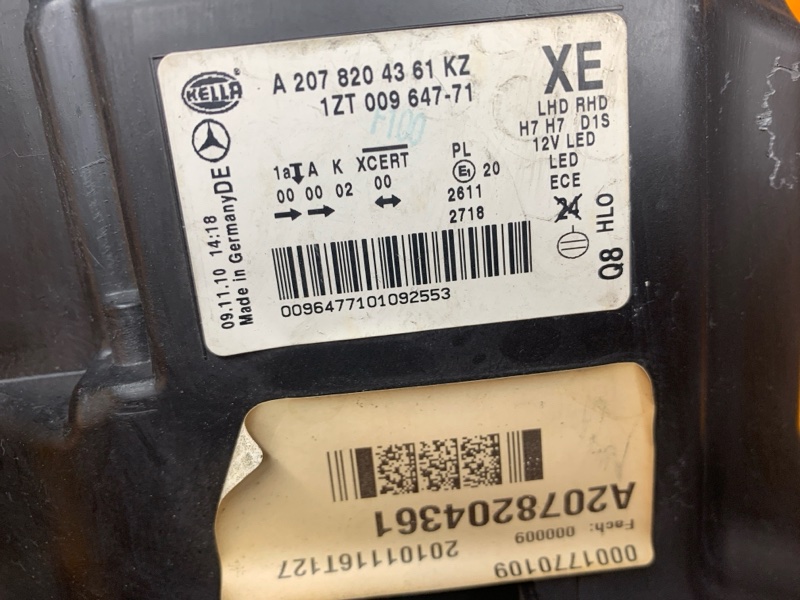 HELLA
A 207 820 43 61 KZ
1ZT 009 647-71
F100
XE
LHD RHD
H7 H7 D1S
12V LED
LED
ECE
24
HLO
Q8
1a A K XCERT
00 00 02 00
PL
E1 20
2611
2718
09.11.10 14:18
Made in Germany DE
0096477101092553
A2078204361
Fach: 000009
20101116T127
0001770109